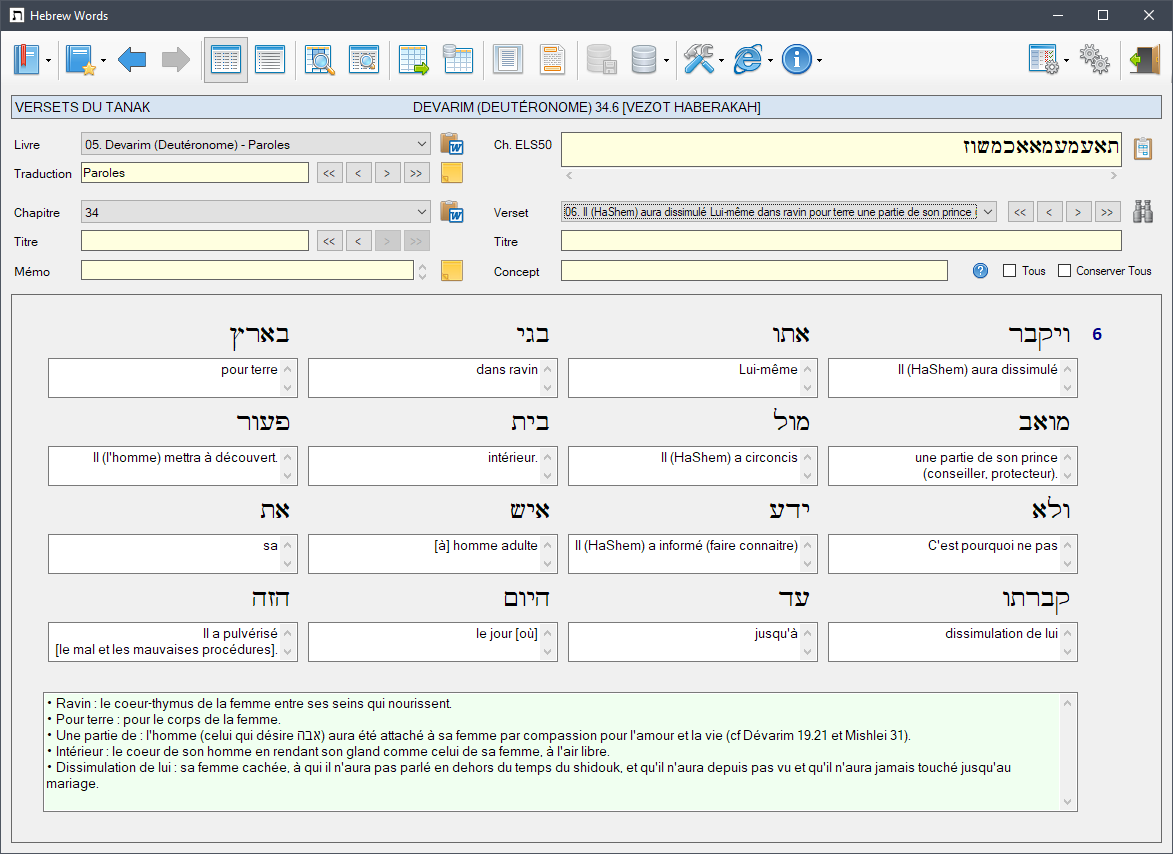 Hebrew Words
VERSETS DU TANAK
DEVARIM (DEUTÉRONOME) 34.6 [VEZOT HABERAKAH]
Livre
05. Devarim (Deutéronome) - Paroles
Ch. ELS50
תאעמעמאאכמשוז
Traduction
Paroles
<< < > >>
Chapitre
34
Verset
06. Il (HaShem) aura dissimulé Lui-même dans ravin pour terre une partie de son prince
<< < > >>
Titre
<< < > >>
Titre
Mémo
Concept
Tous
Conserver Tous
6
ויקבר אתו בגי בארץ
Il (HaShem) aura dissimulé
Lui-même
dans ravin
pour terre
מואב מול בית פעור
une partie de son prince
(conseiller, protecteur).
Il (HaShem) a circoncis
intérieur.
Il (l'homme) mettra à découvert.
ולא ידע איש את
C'est pourquoi ne pas
Il (HaShem) a informé (faire connaitre)
[à] homme adulte
sa
קברתו עד היום הזה
dissimulation de lui
jusqu'à
le jour [où]
Il a pulvérisé
[le mal et les mauvaises procédures].
• Ravin : le coeur-thymus de la femme entre ses seins qui nourissent.
• Pour terre : pour le corps de la femme.
• Une partie de : l'homme (celui qui désire אבה) aura été attaché à sa femme par compassion pour l'amour et la vie (cf Dévarim 19.21 et Mishlei 31).
• Intérieur : le coeur de son homme en rendant son gland comme celui de sa femme, à l'air libre.
• Dissimulation de lui : sa femme cachée, à qui il n'aura pas parlé en dehors du temps du shidouk, et qu'il n'aura depuis pas vu et qu'il n'aura jamais touché jusqu'au
mariage.